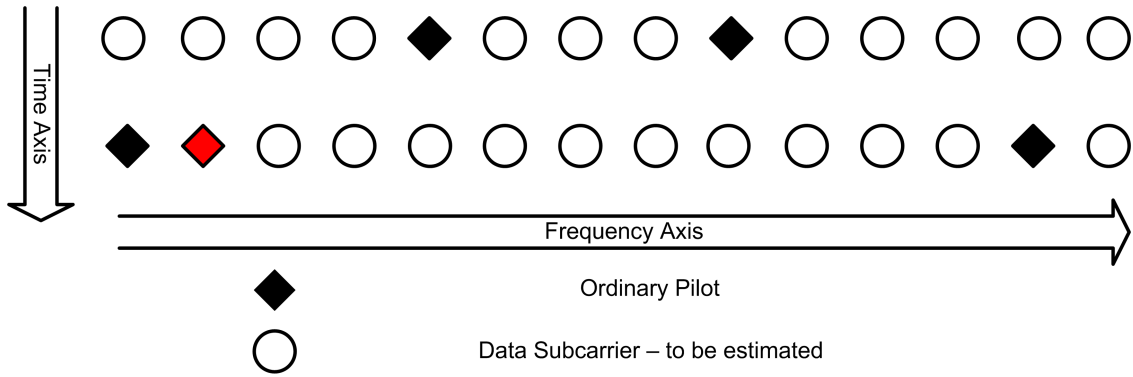 Time Axis
Frequency Axis
Ordinary Pilot
Data Subcarrier – to be estimated